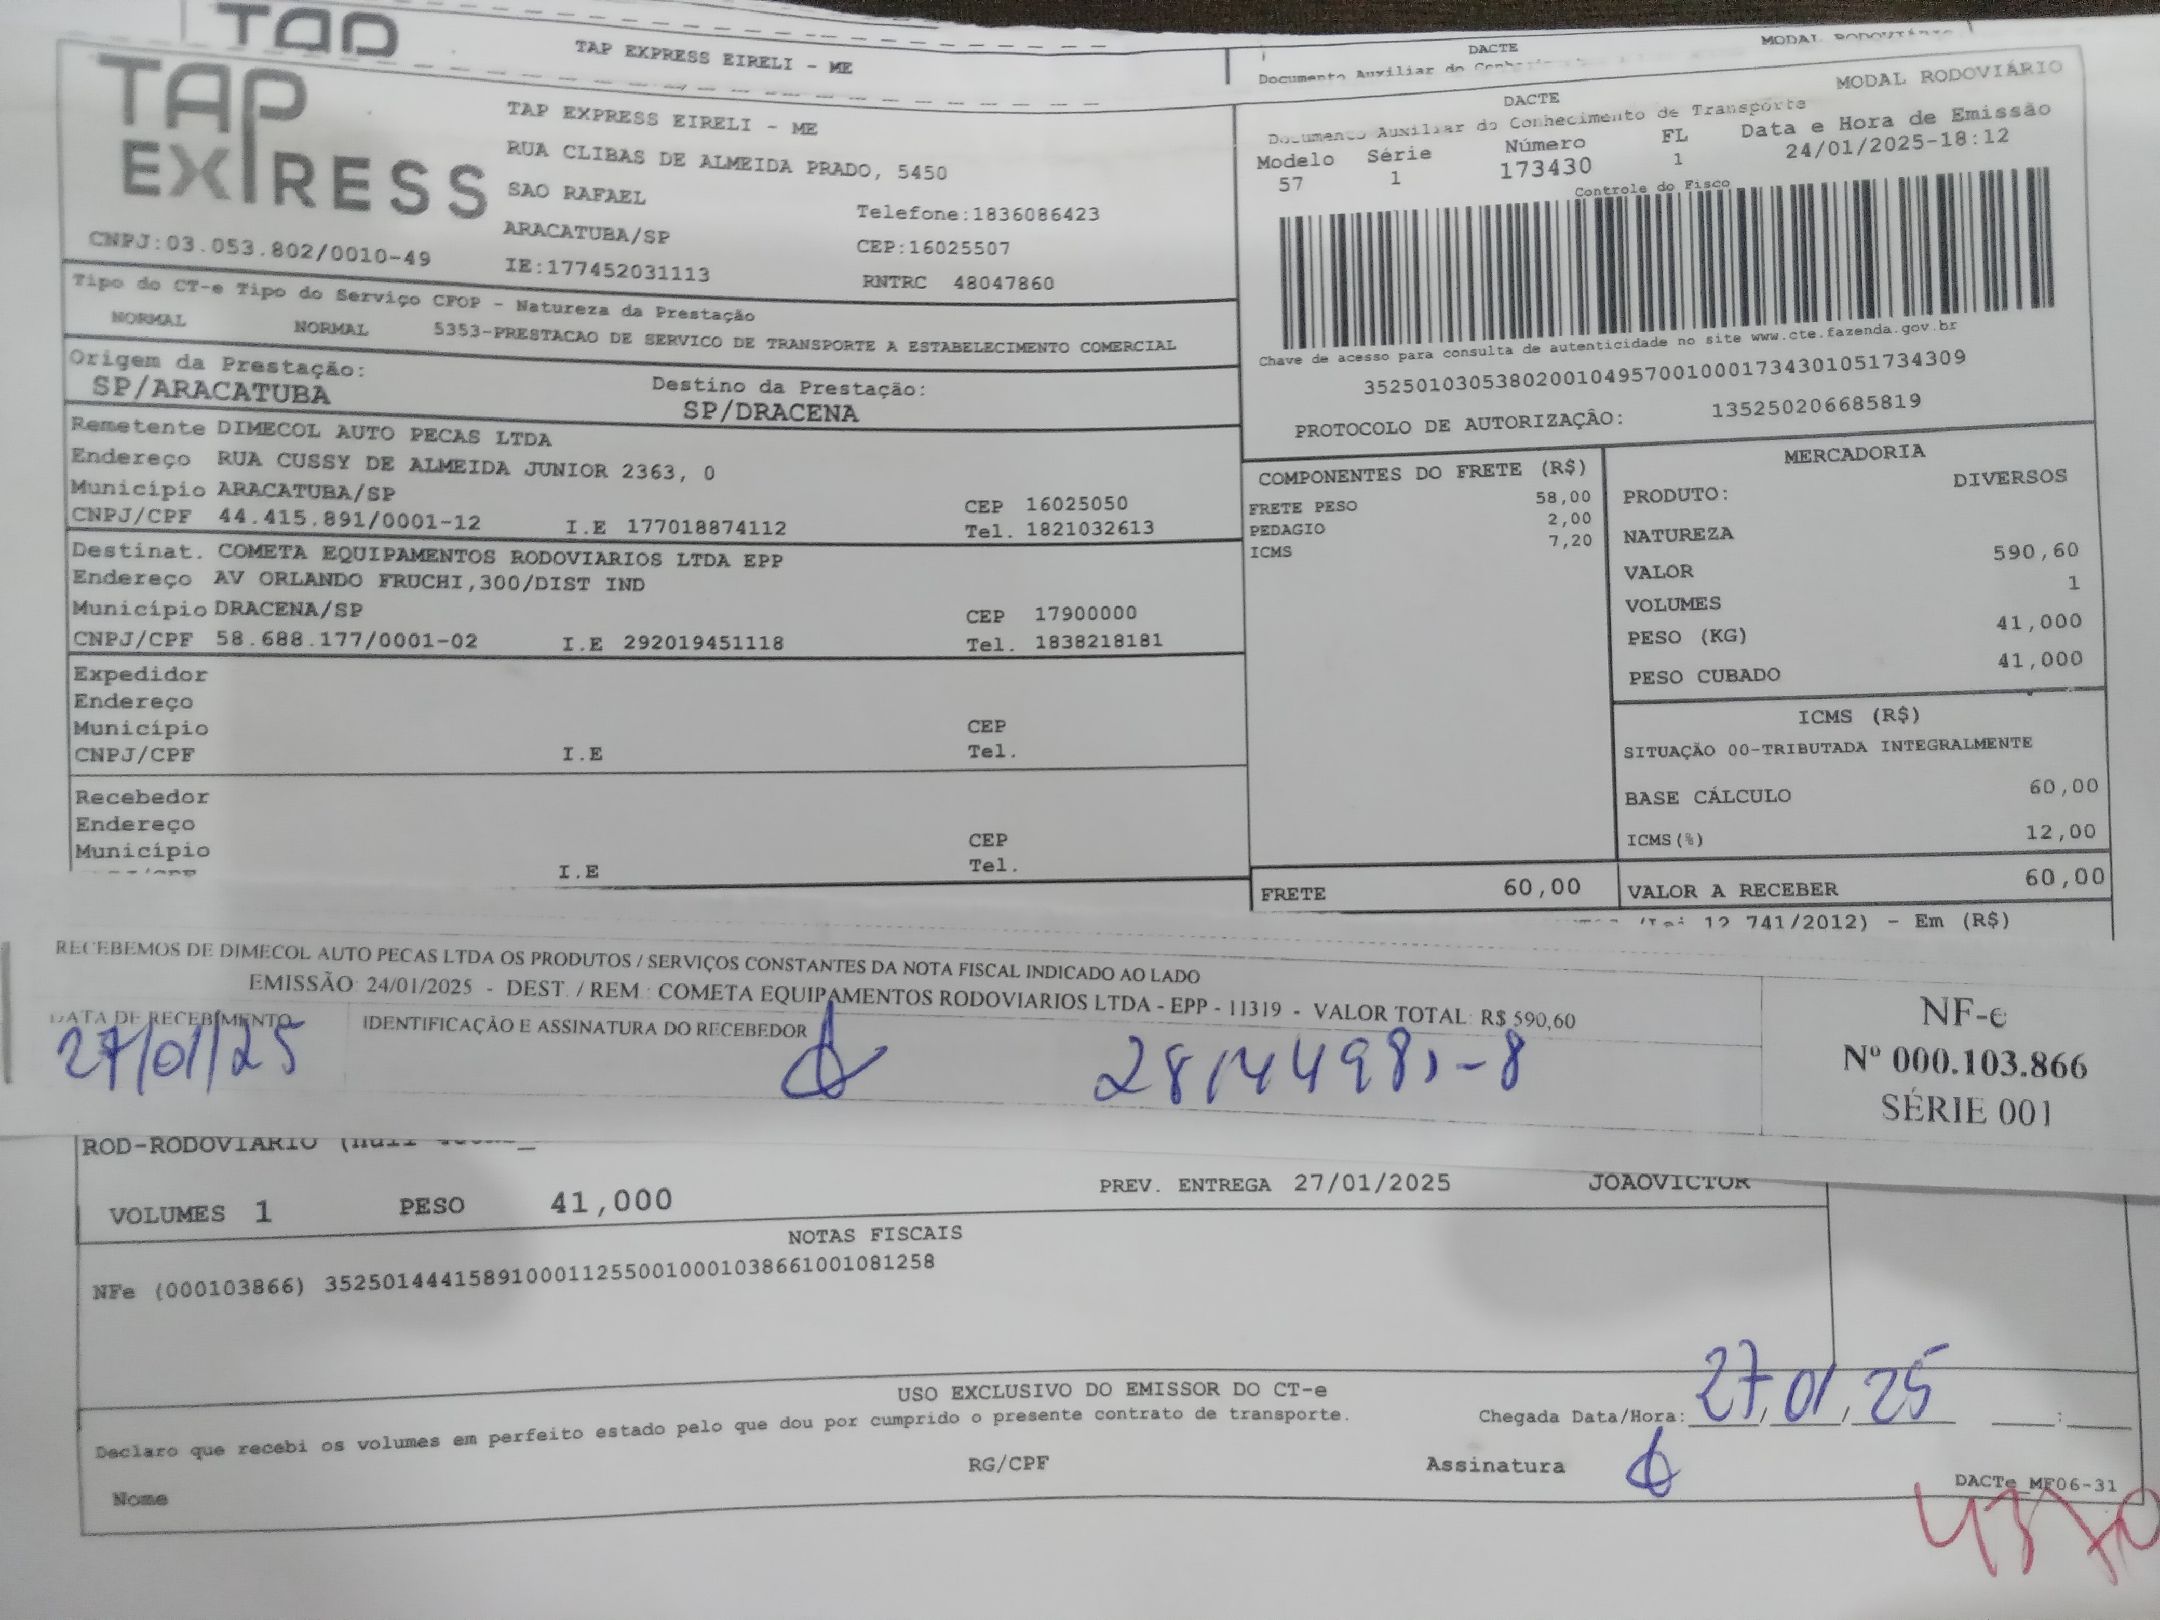 TAP
TAP EXPRESS EIRELI - ME
DACTE
MODAL RODOVIÁRIO
Documento Auxiliar do
TAP EXPRESS
TAP EXPRESS EIRELI - ME
RUA CLIBAS DE ALMEIDA PRADO, 5450
SAO RAFAEL
Telefone:1836086423
ARACATUBA/SP
CEP:16025507
CNPJ:03.053.802/0010-49
IE:177452031113
RNTRC 48047860
DACTE
MODAL RODOVIÁRIO
Documento Auxiliar do Conhecimento de Transporte
Modelo Série Número FL Data e Hora de Emissão
57 1 173430 1 24/01/2025-18:12
Controle do Fisco
Chave de acesso para consulta de autenticidade no site www.cte.fazenda.gov.br
35250103053802001049570010001734301051734309
PROTOCOLO DE AUTORIZAÇÃO: 135250206685819
Tipo do CT-e Tipo do Serviço CFOP - Natureza da Prestação
NORMAL NORMAL 5353-PRESTACAO DE SERVICO DE TRANSPORTE A ESTABELECIMENTO COMERCIAL
Origem da Prestação: Destino da Prestação:
SP/ARACATUBA SP/DRACENA
Remetente DIMECOL AUTO PECAS LTDA
Endereço RUA CUSSY DE ALMEIDA JUNIOR 2363, 0
Município ARACATUBA/SP CEP 16025050
CNPJ/CPF 44.415.891/0001-12 I.E 177018874112 Tel. 1821032613
Destinat. COMETA EQUIPAMENTOS RODOVIARIOS LTDA EPP
Endereço AV ORLANDO FRUCHI,300/DIST IND
Município DRACENA/SP CEP 17900000
CNPJ/CPF 58.688.177/0001-02 I.E 292019451118 Tel. 1838218181
Expedidor
Endereço
Município CEP
CNPJ/CPF I.E Tel.
Recebedor
Endereço
Município CEP
I.E Tel.
COMPONENTES DO FRETE (R$)
FRETE PESO 58,00
PEDAGIO 2,00
ICMS 7,20
MERCADORIA
PRODUTO: DIVERSOS
NATUREZA
VALOR 590,60
VOLUMES 1
PESO (KG) 41,000
PESO CUBADO 41,000
ICMS (R$)
SITUAÇÃO 00-TRIBUTADA INTEGRALMENTE
BASE CÁLCULO 60,00
ICMS(%) 12,00
FRETE 60,00 VALOR A RECEBER 60,00
(Lei 12 741/2012) - Em (R$)
RECEBEMOS DE DIMECOL AUTO PECAS LTDA OS PRODUTOS / SERVIÇOS CONSTANTES DA NOTA FISCAL INDICADO AO LADO
EMISSÃO: 24/01/2025 - DEST. / REM.: COMETA EQUIPAMENTOS RODOVIARIOS LTDA - EPP - 11319 - VALOR TOTAL: R$ 590,60
DATA DE RECEBIMENTO IDENTIFICAÇÃO E ASSINATURA DO RECEBEDOR
27/01/25
NF-e
Nº 000.103.866
SÉRIE 001
ROD-RODOVIARIO
VOLUMES 1 PESO 41,000 PREV. ENTREGA 27/01/2025 JOAOVICTOR
NOTAS FISCAIS
NFe (000103866) 35250144415891000112550010001038661001081258
USO EXCLUSIVO DO EMISSOR DO CT-e
Declaro que recebi os volumes em perfeito estado pelo que dou por cumprido o presente contrato de transporte.
Chegada Data/Hora: 27/01/25 :
Nome RG/CPF Assinatura
DACTe_MF06-31